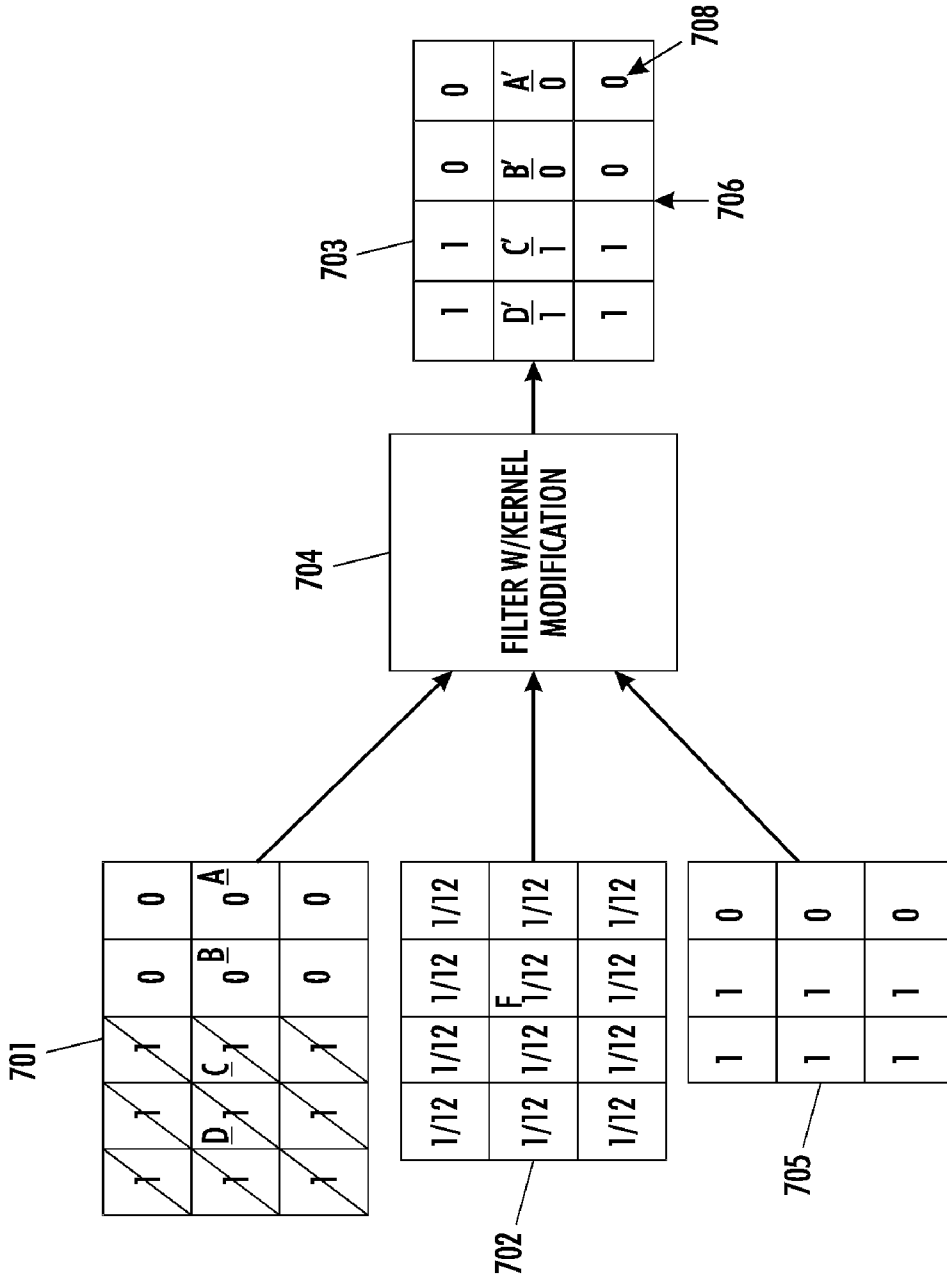 701
1 1 1 0 0
D C B A
1 1 1 0 0
1 1 1 0 0
702
1/12 1/12 1/12 1/12
F
1/12 1/12 1/12 1/12
1/12 1/12 1/12 1/12
705
1 1 0
1 1 0
1 1 0
704
FILTER W/KERNEL
MODIFICATION
703
1 1 0 0
D' C' B' A'
1 1 0 0
1 1 0 0
706
708